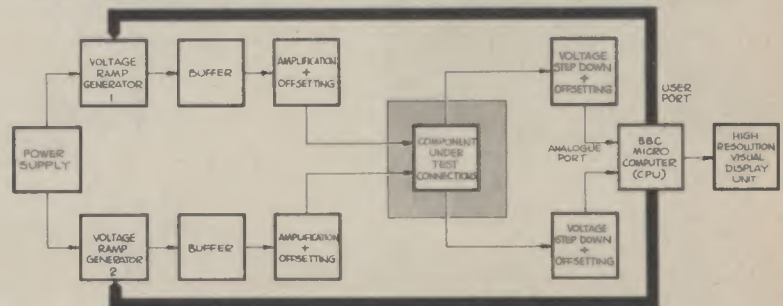 VOLTAGE
RAMP
GENERATOR
1
BUFFER
AMPLIFICATION
+
OFFSETTING
VOLTAGE
STEP DOWN
+
OFFSETTING
USER
PORT
POWER
SUPPLY
COMPONENT
UNDER
TEST
CONNECTIONS
ANALOGUE
PORT
BBC
MICRO
COMPUTER
(CPU)
HIGH
RESOLUTION
VISUAL
DISPLAY
UNIT
VOLTAGE
RAMP
GENERATOR
2
BUFFER
AMPLIFICATION
+
OFFSETTING
VOLTAGE
STEP DOWN
+
OFFSETTING